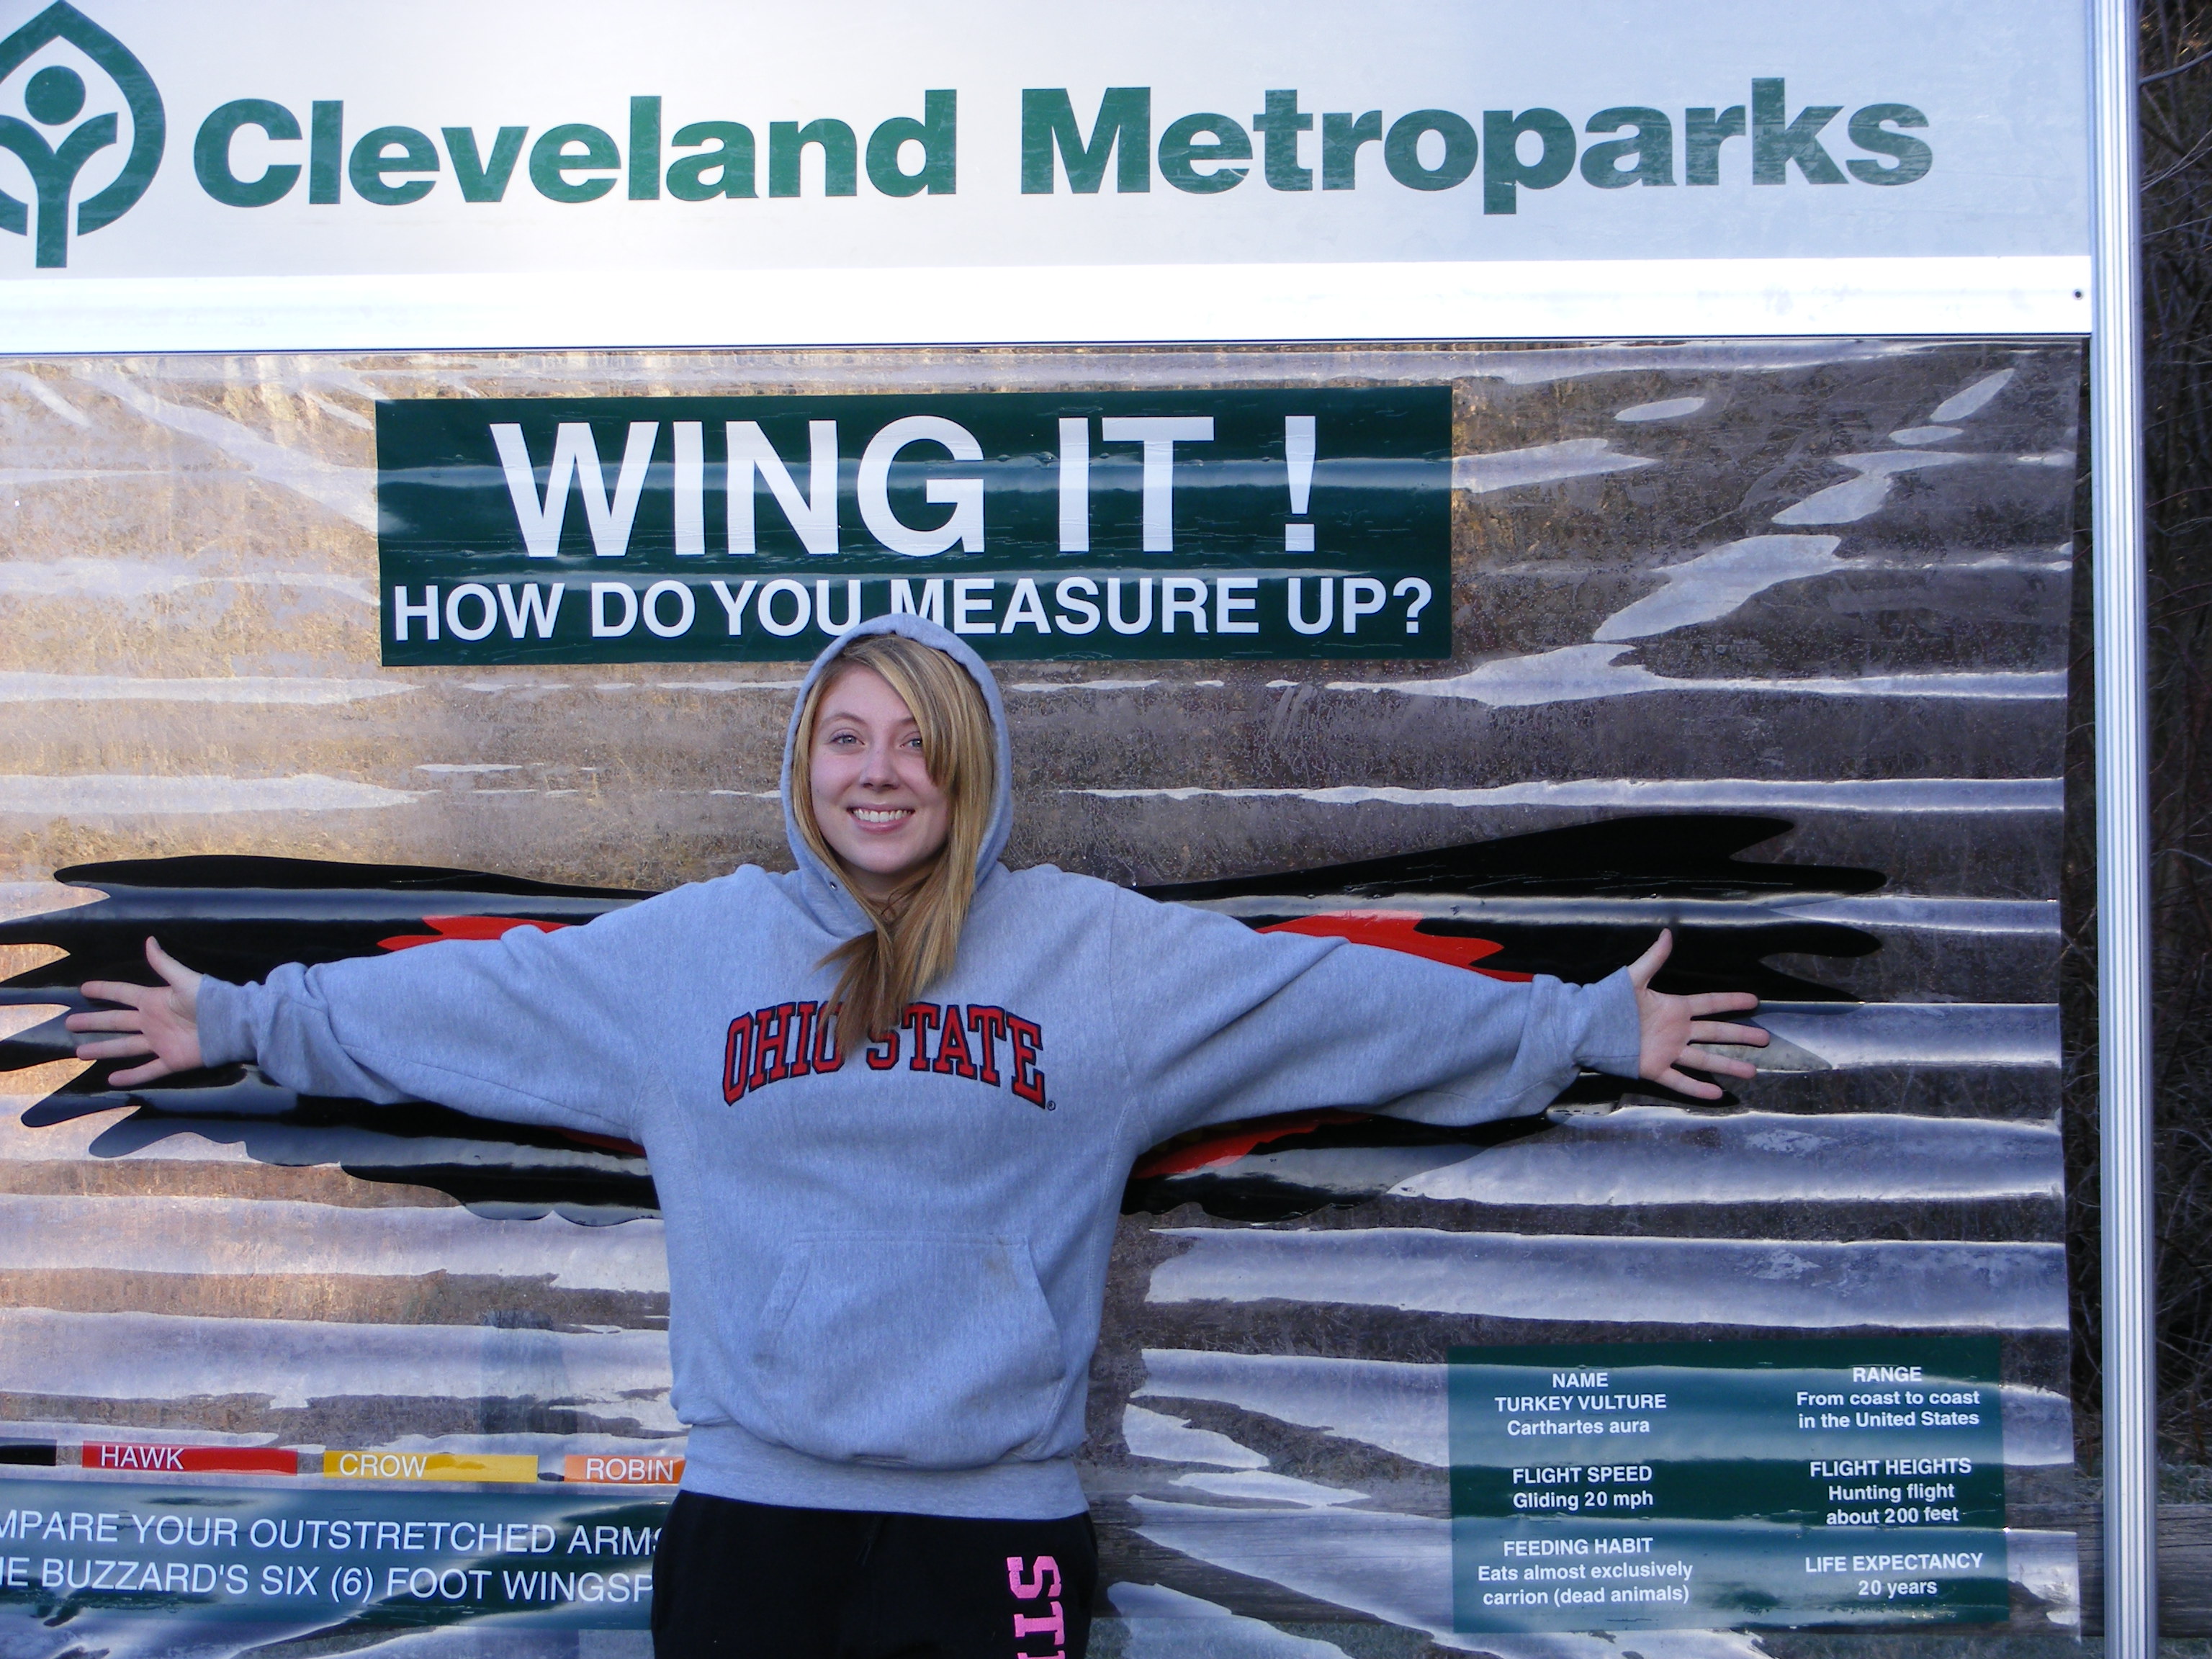 Cleveland Metroparks
WING IT !
HOW DO YOU MEASURE UP?
OHIO STATE
HAWK
CROW
ROBIN
MPARE YOUR OUTSTRETCHED ARMS
HE BUZZARD'S SIX (6) FOOT WINGSP
NAME
TURKEY VULTURE
Carthartes aura
FLIGHT SPEED
Gliding 20 mph
FEEDING HABIT
Eats almost exclusively
carrion (dead animals)
RANGE
From coast to coast
in the United States
FLIGHT HEIGHTS
Hunting flight
about 200 feet
LIFE EXPECTANCY
20 years
ST